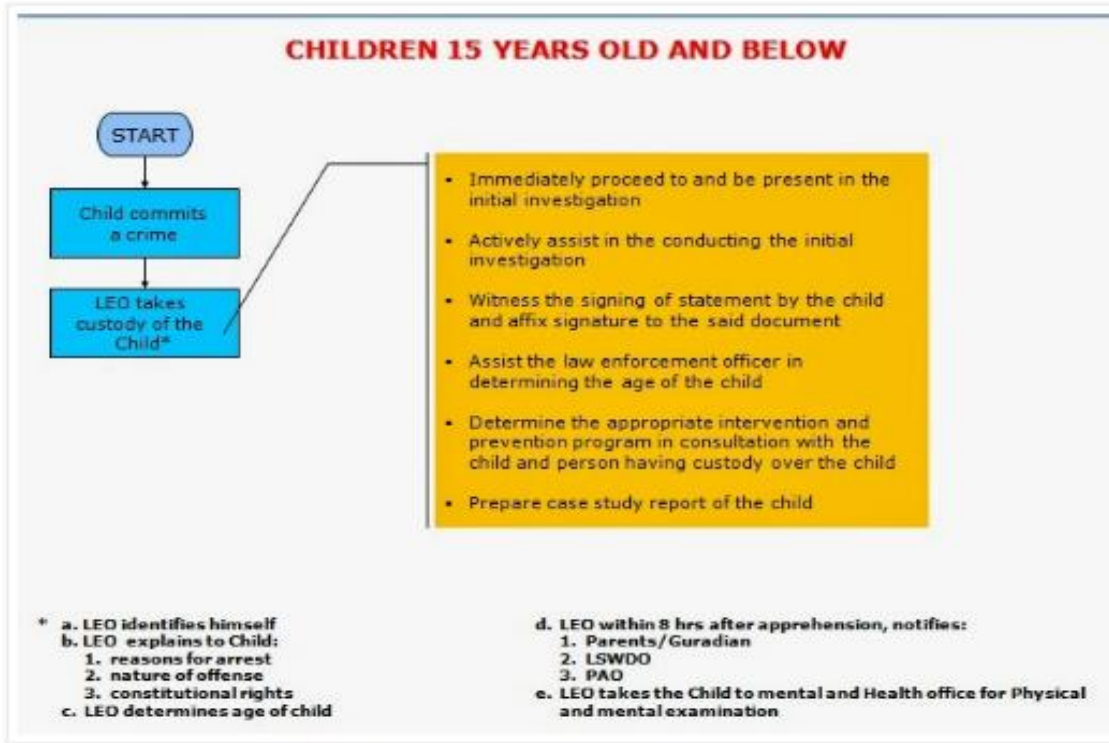 CHILDREN 15 YEARS OLD AND BELOW
START
Child commits
a crime
LEO takes
custody of the
Child*
• Immediately proceed to and be present in the
initial investigation
• Actively assist in the conducting the initial
investigation
• Witness the signing of statement by the child
and affix signature to the said document
• Assist the law enforcement officer in
determining the age of the child
• Determine the appropriate intervention and
prevention program in consultation with the
child and person having custody over the child
• Prepare case study report of the child
* a. LEO identifies himself
b. LEO explains to Child:
1. reasons for arrest
2. nature of offense
3. constitutional rights
c. LEO determines age of child
d. LEO within 8 hrs after apprehension, notifies:
1. Parents/Guradian
2. LSWDO
3. PAO
e. LEO takes the Child to mental and Health office for Physical
and mental examination